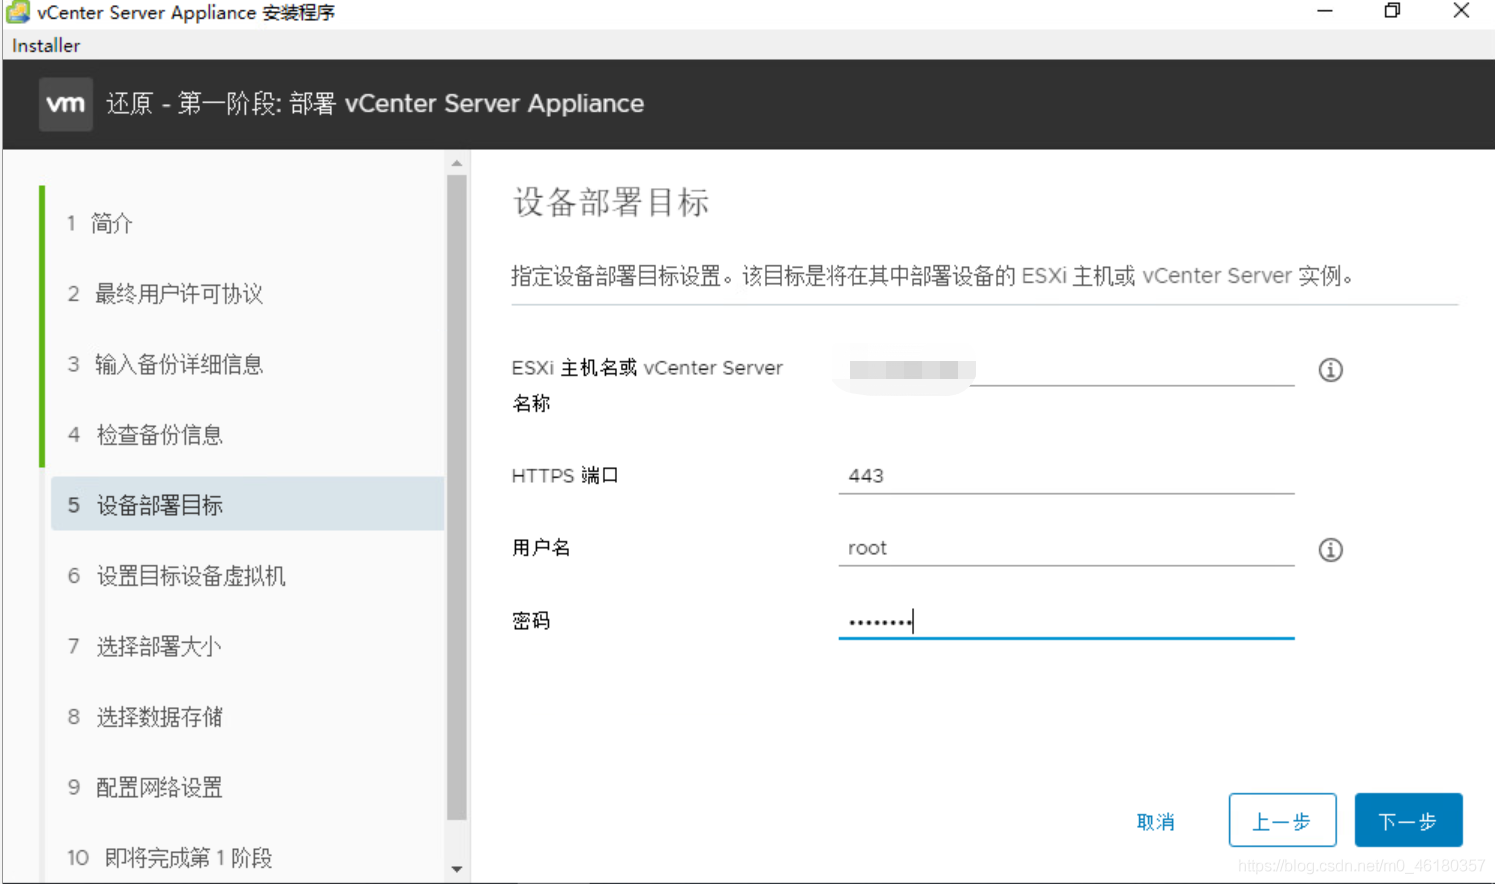 vCenter Server Appliance 安装程序
Installer
vm 还原 - 第一阶段: 部署 vCenter Server Appliance
1 简介
2 最终用户许可协议
3 输入备份详细信息
4 检查备份信息
5 设备部署目标
6 设置目标设备虚拟机
7 选择部署大小
8 选择数据存储
9 配置网络设置
10 即将完成第 1 阶段
设备部署目标
指定设备部署目标设置。该目标是将在其中部署设备的 ESXi 主机或 vCenter Server 实例。
ESXi 主机名或 vCenter Server
名称
HTTPS 端口 443
用户名 root
密码 ••••••••
取消 上一步 下一步
https://blog.csdn.net/m0_46180357